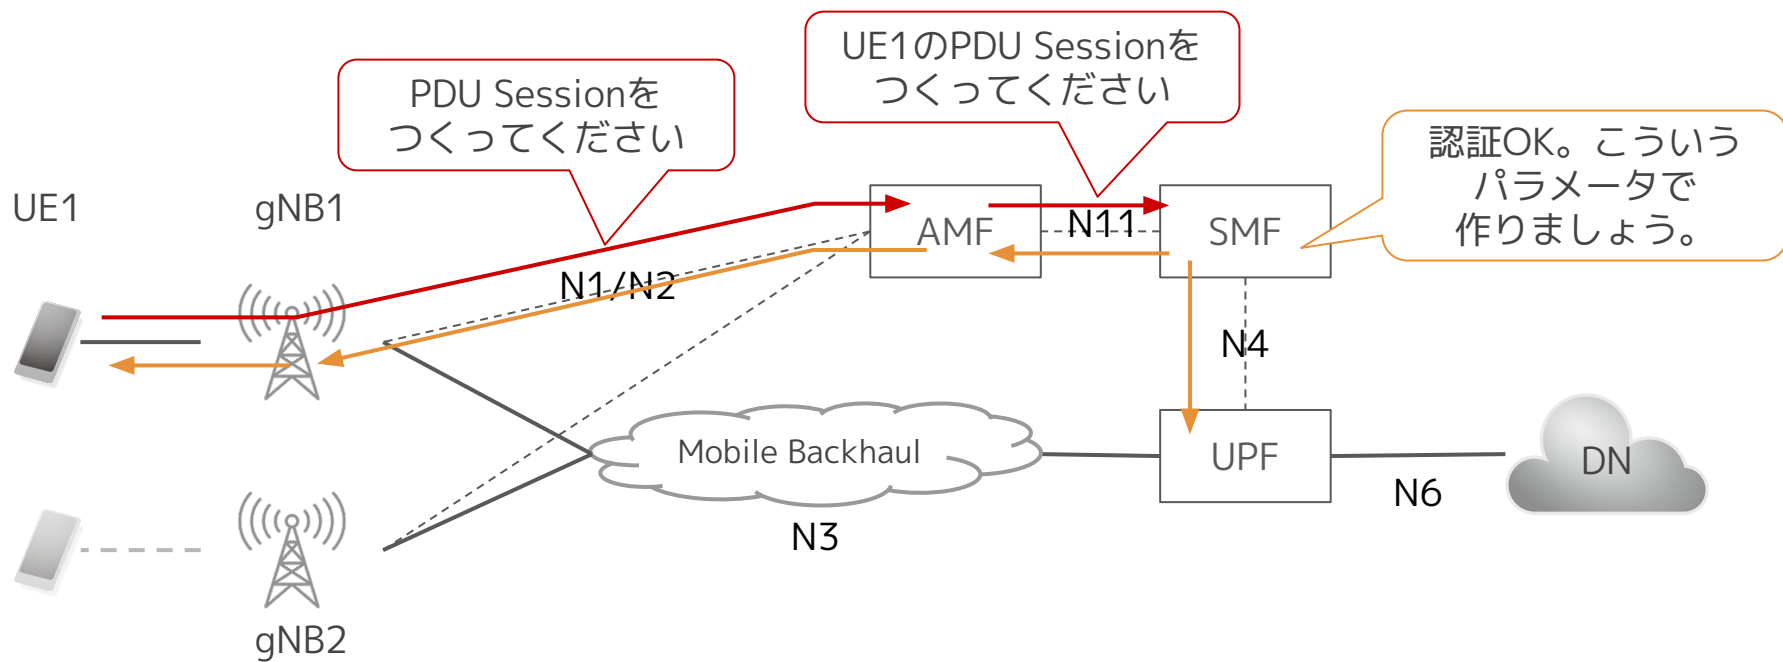 UE1のPDU Sessionを
つくってください
PDU Sessionを
つくってください
認証OK。こういう
パラメータで
作りましょう。
UE1
gNB1
AMF
N11
SMF
N1/N2
N4
Mobile Backhaul
UPF
DN
N6
N3
gNB2